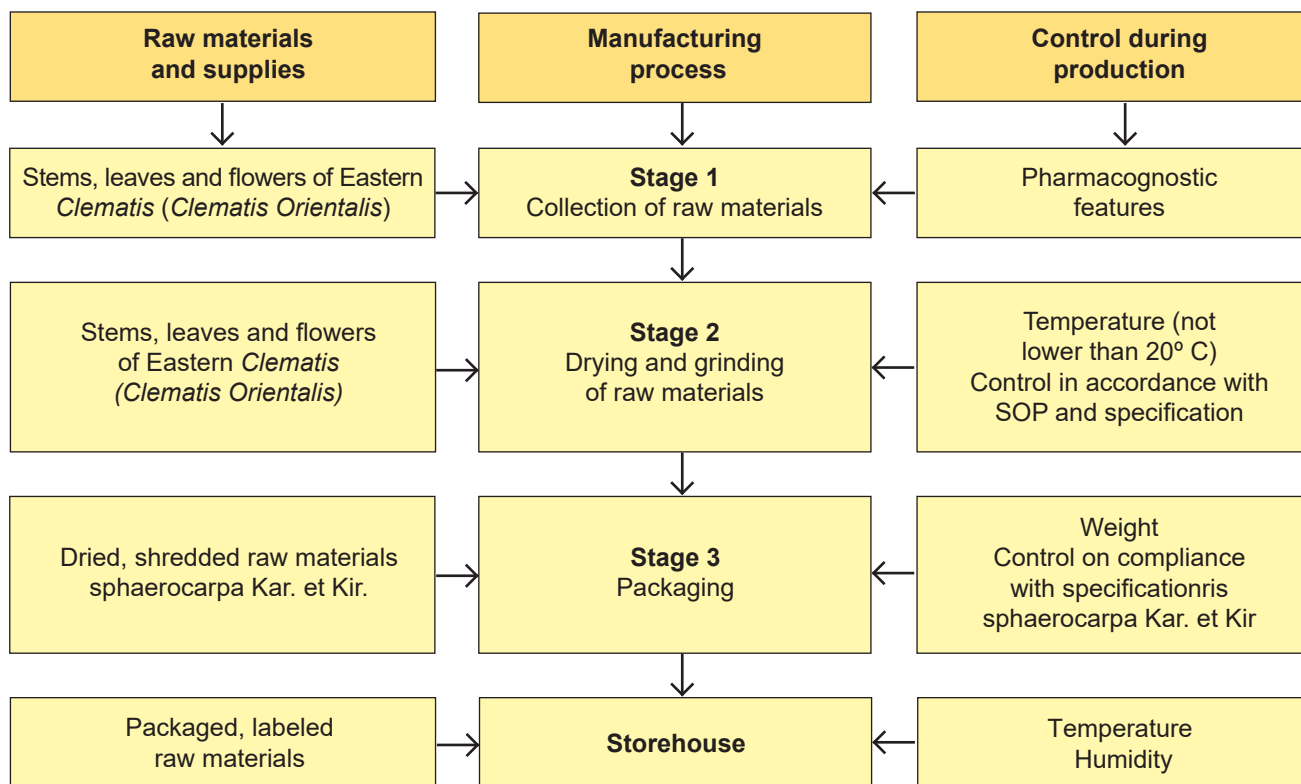 Raw materials
and supplies
Manufacturing
process
Control during
production
Stems, leaves and flowers of Eastern
Clematis (Clematis Orientalis)
Stage 1
Collection of raw materials
Pharmacognostic
features
Stems, leaves and flowers
of Eastern Clematis
(Clematis Orientalis)
Stage 2
Drying and grinding
of raw materials
Temperature (not
lower than 20º C)
Control in accordance with
SOP and specification
Dried, shredded raw materials
sphaerocarpa Kar. et Kir.
Stage 3
Packaging
Weight
Control on compliance
with specificationris
sphaerocarpa Kar. et Kir
Packaged, labeled
raw materials
Storehouse
Temperature
Humidity